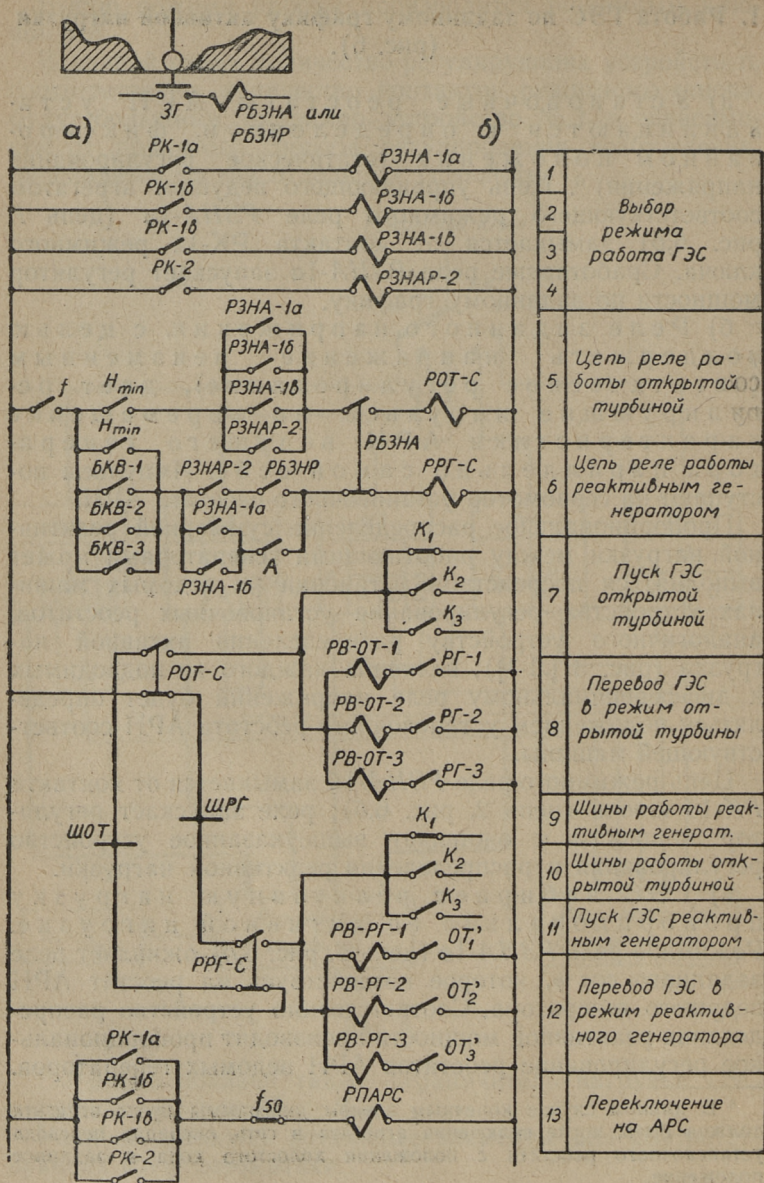 ЗГ
РБЗНА или
РБЗНР
а)
б)
РК-1а
РЗНА-1а
РК-1б
РЗНА-1б
РК-1в
РЗНА-1в
РК-2
РЗНАР-2
1
2
3
4
Выбор
режима
работа ГЭС
РЗНА-1а
РЗНА-1б
РЗНА-1в
РЗНАР-2
f
Hmin
РОТ-С
РБЗНА
5
Цепь реле ра-
боты открытой
турбиной
Hmin
БКВ-1
БКВ-2
БКВ-3
РЗНАР-2
РБЗНР
РЗНА-1а
РЗНА-1б
А
РРГ-С
6
Цепь реле работы
реактивным ге-
нератором
К1
К2
К3
7
Пуск ГЭС
открытой
турбиной
РОТ-С
РВ-ОТ-1
РГ-1
РВ-ОТ-2
РГ-2
РВ-ОТ-3
РГ-3
8
Перевод ГЭС
в режим от-
рытой турбины
ШОТ
ШРГ
9
Шины работы реак-
тивным генерат.
К1
К2
К3
10
Шины работы отк-
рытой турбиной
11
Пуск ГЭС реактив-
ным генератором
РРГ-С
РВ-РГ-1
ОТ1'
РВ-РГ-2
ОТ2'
РВ-РГ-3
ОТ3'
12
Перевод ГЭС в
режим реактив-
ного генератора
РК-1а
РК-1б
РК-1в
РК-2
f50
РПАРС
13
Переключение
на АРС